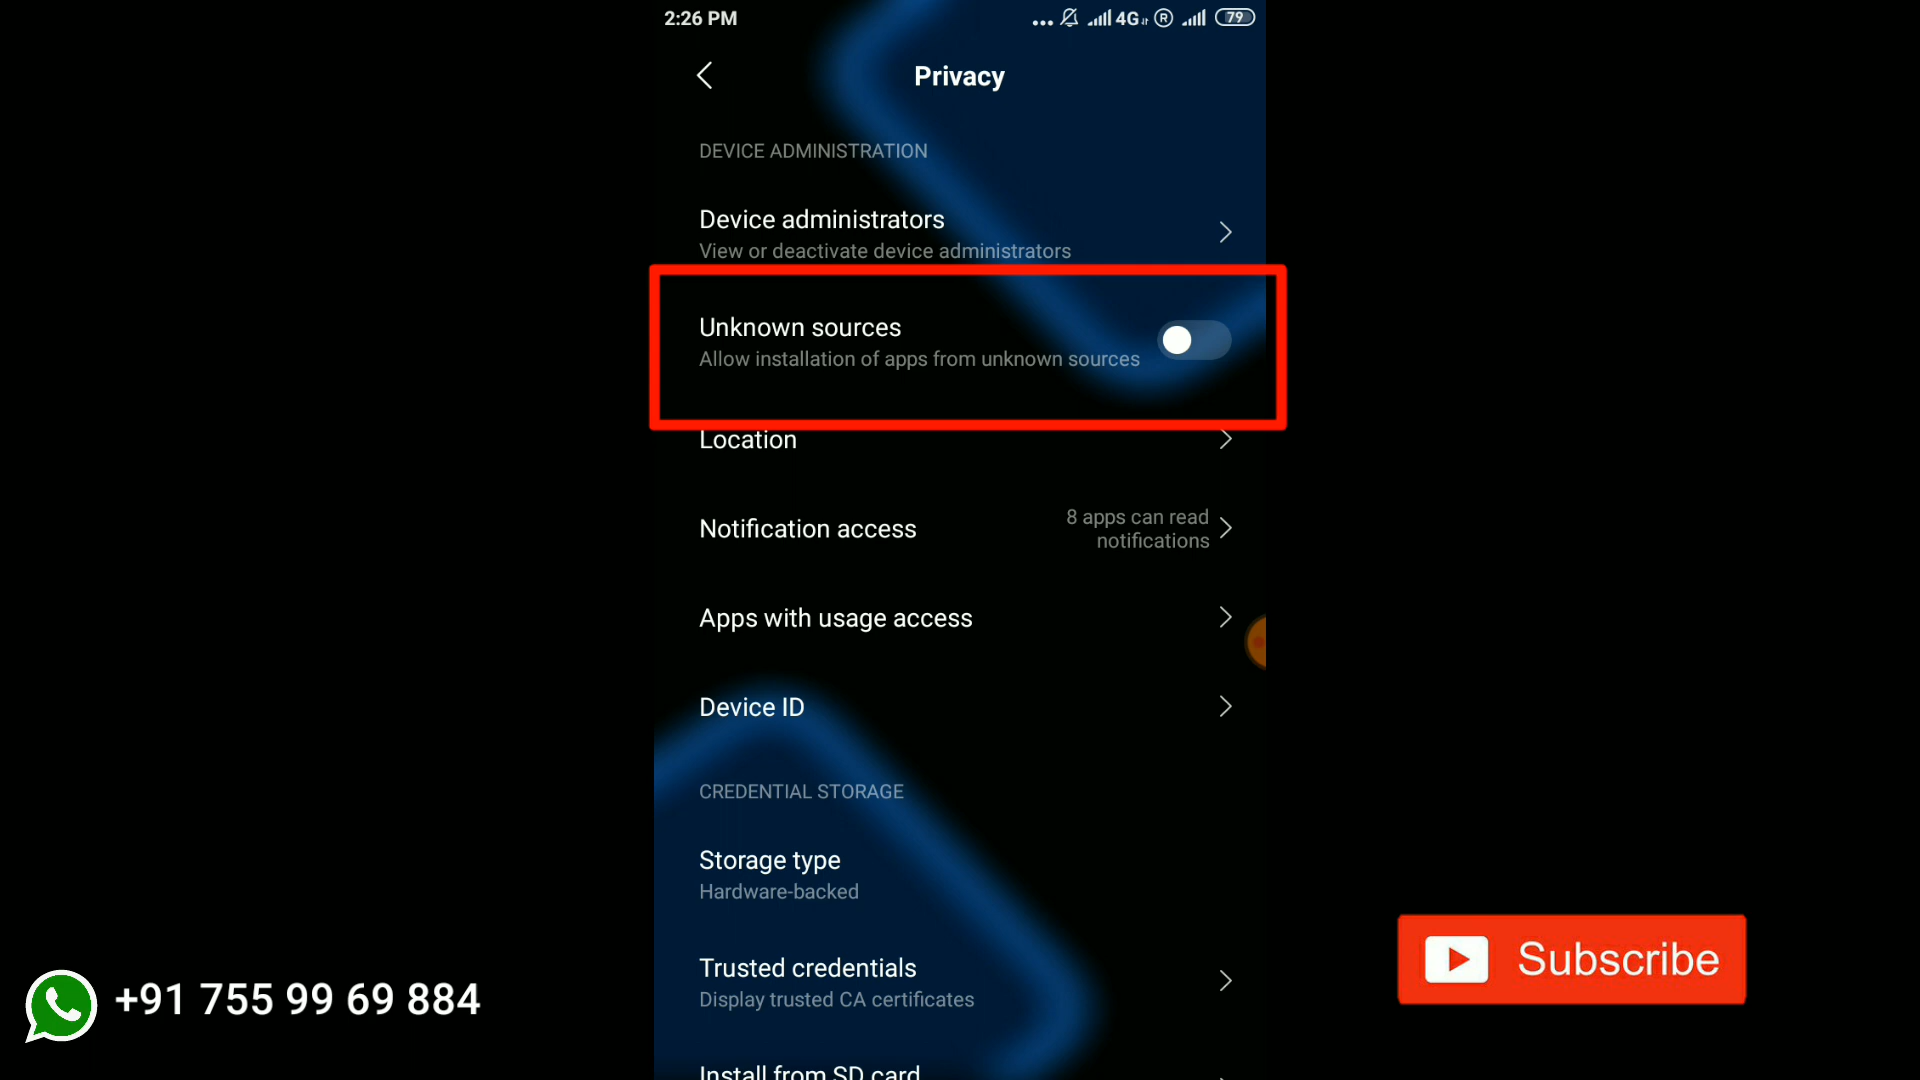 2:26 PM
4G
R
79
Privacy
DEVICE ADMINISTRATION
Device administrators
View or deactivate device administrators
Unknown sources
Allow installation of apps from unknown sources
Location
Notification access
8 apps can read
notifications
Apps with usage access
Device ID
CREDENTIAL STORAGE
Storage type
Hardware-backed
Trusted credentials
Display trusted CA certificates
Install from SD card
+91 755 99 69 884
Subscribe